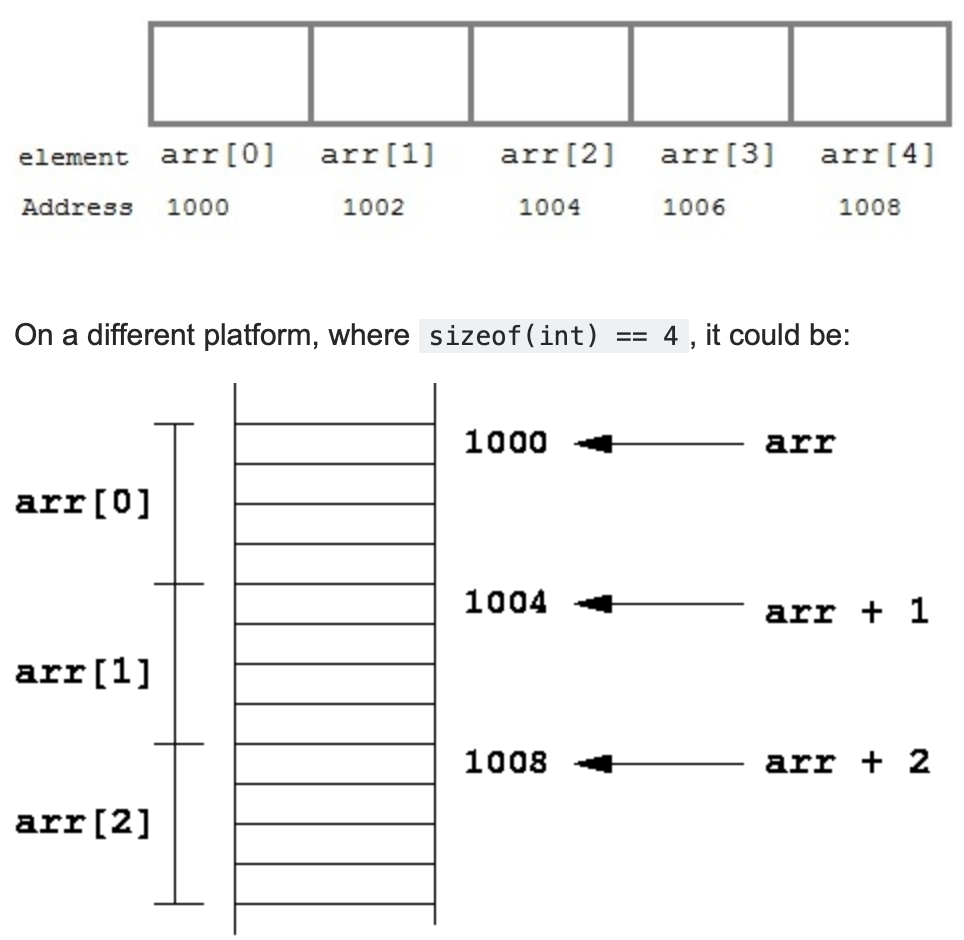 element arr[0] arr[1] arr[2] arr[3] arr[4]
Address 1000 1002 1004 1006 1008
On a different platform, where sizeof(int) == 4 , it could be:
1000 arr
arr[0]
1004 arr + 1
arr[1]
1008 arr + 2
arr[2]